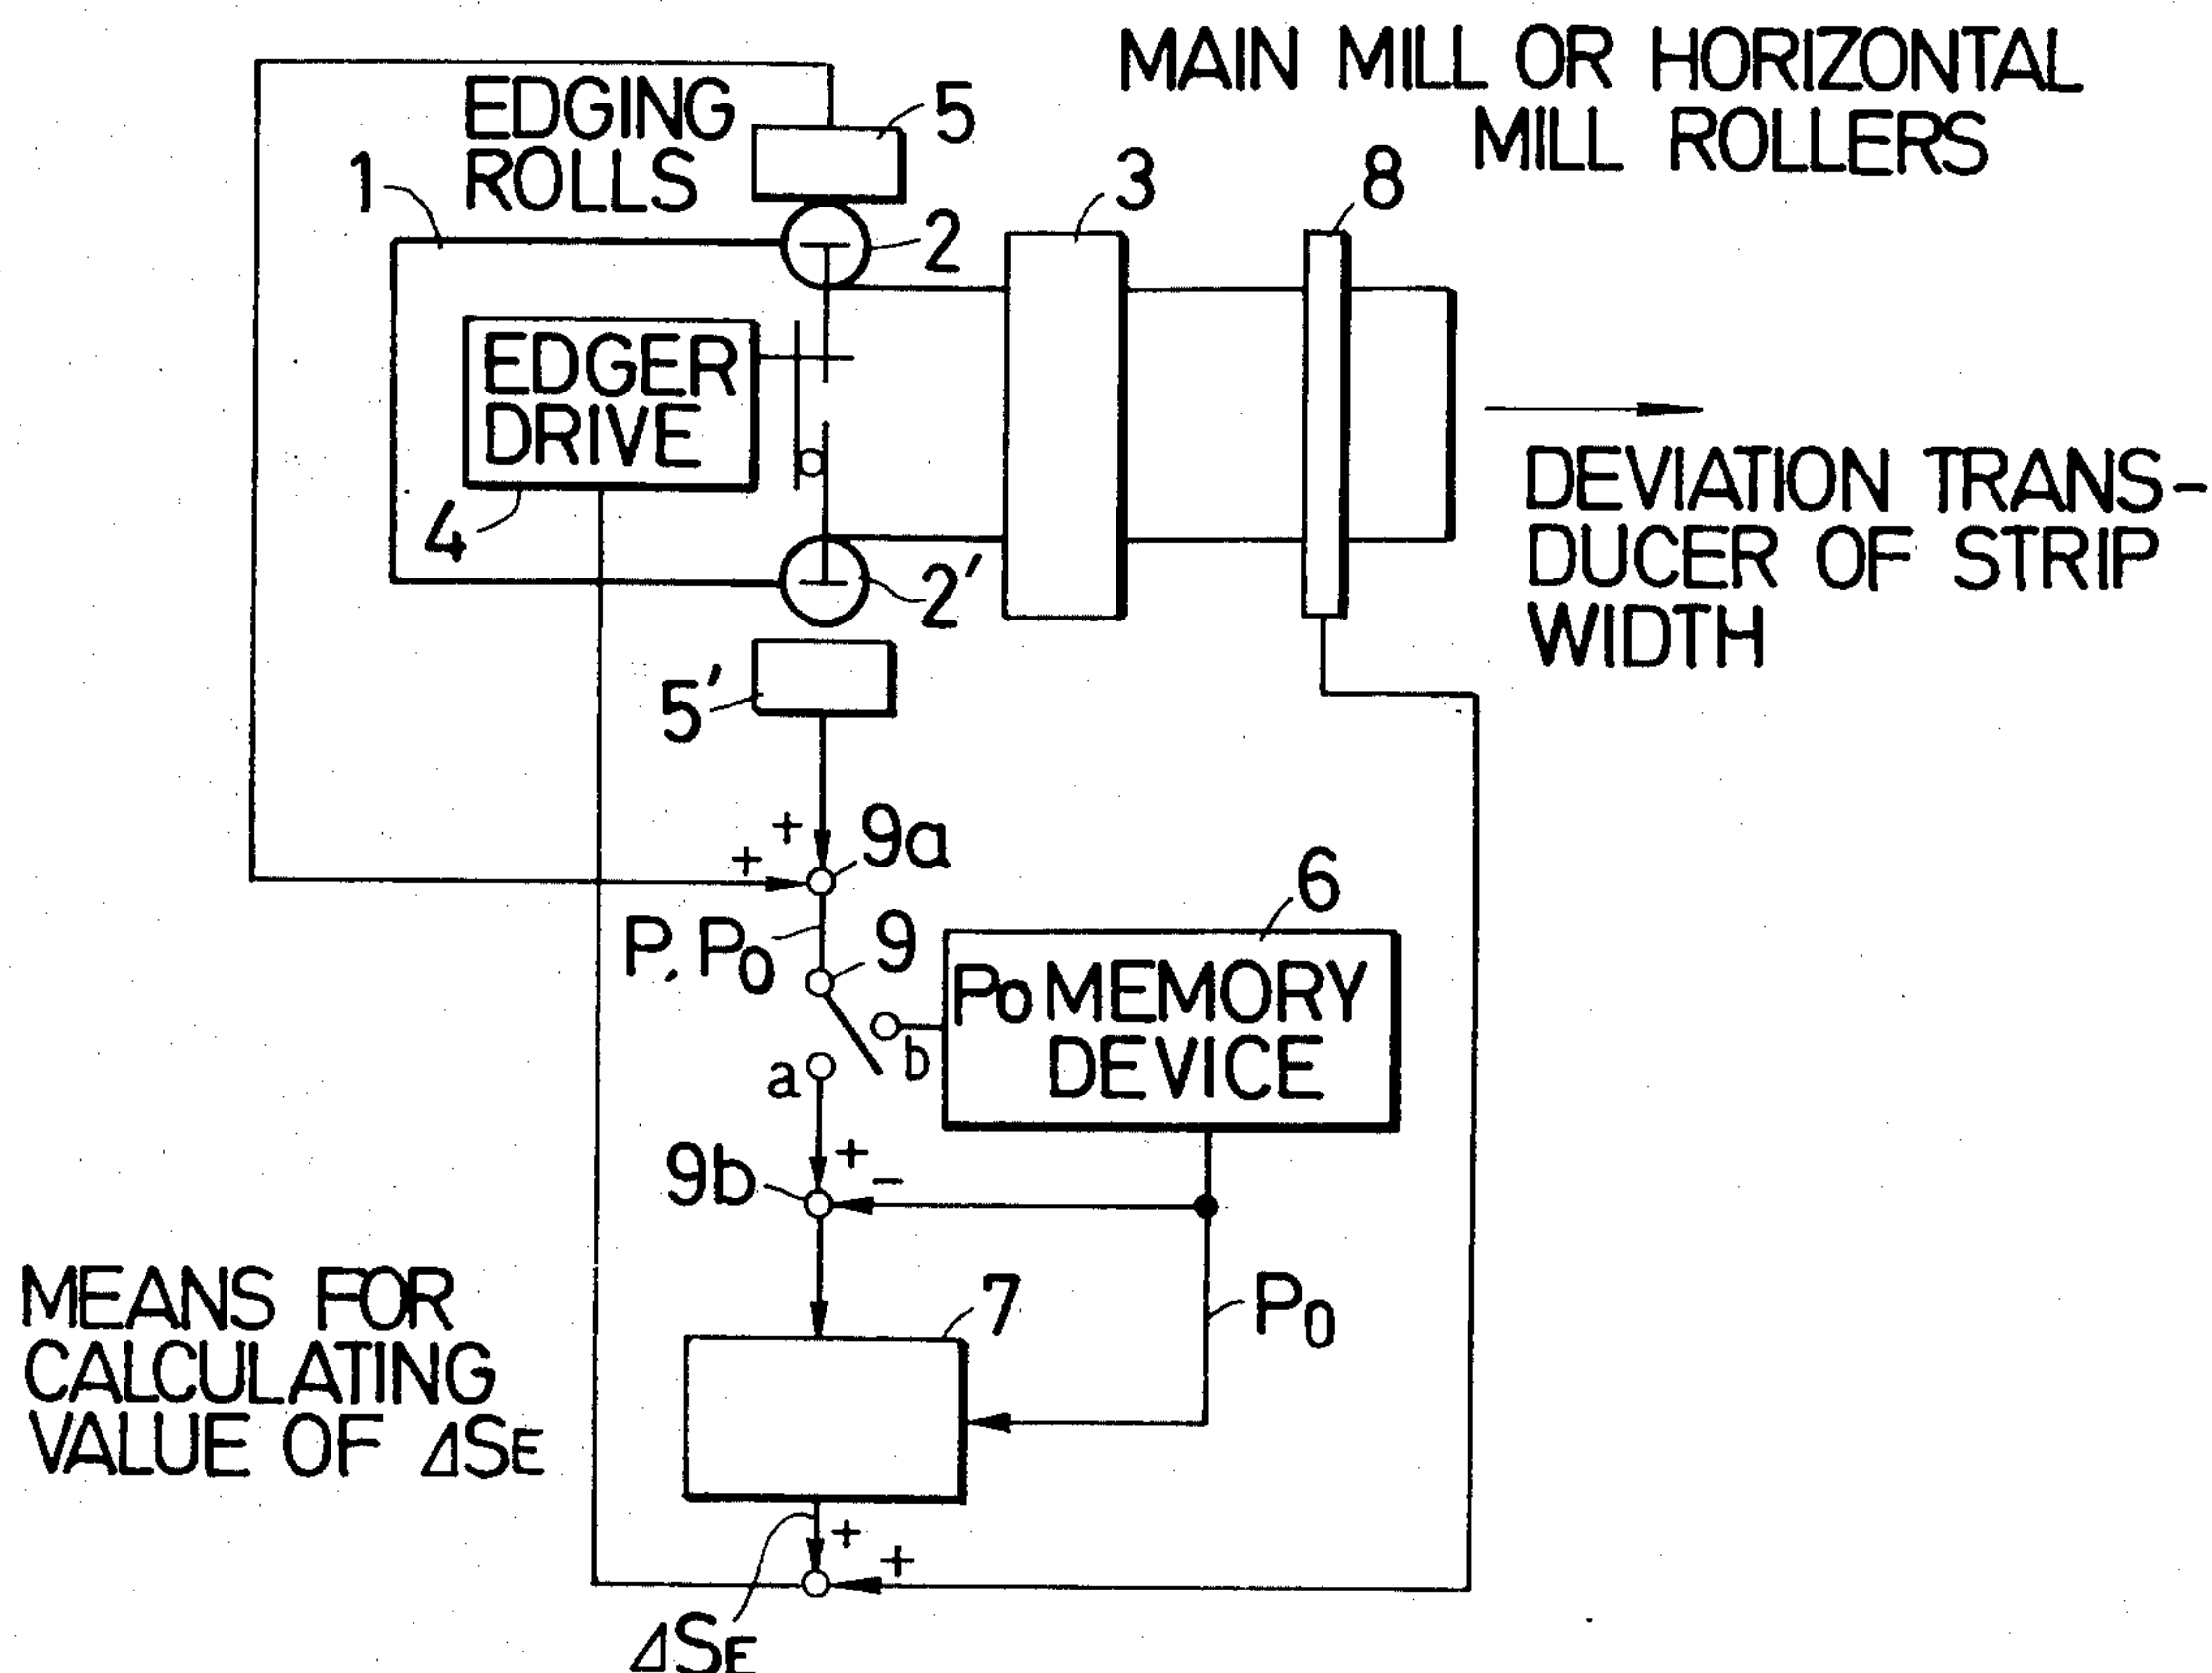 MAIN MILL OR HORIZONTAL
MILL ROLLERS
EDGING
ROLLS
5
1
3
8
2
EDGER
DRIVE
4
DEVIATION TRANS-
DUCER OF STRIP
WIDTH
2′
5′
+
9a
+
6
P, P0
9
P0 MEMORY
DEVICE
a
b
9b
+
−
MEANS FOR
CALCULATING
VALUE OF ΔSE
7
P0
+
+
ΔSE